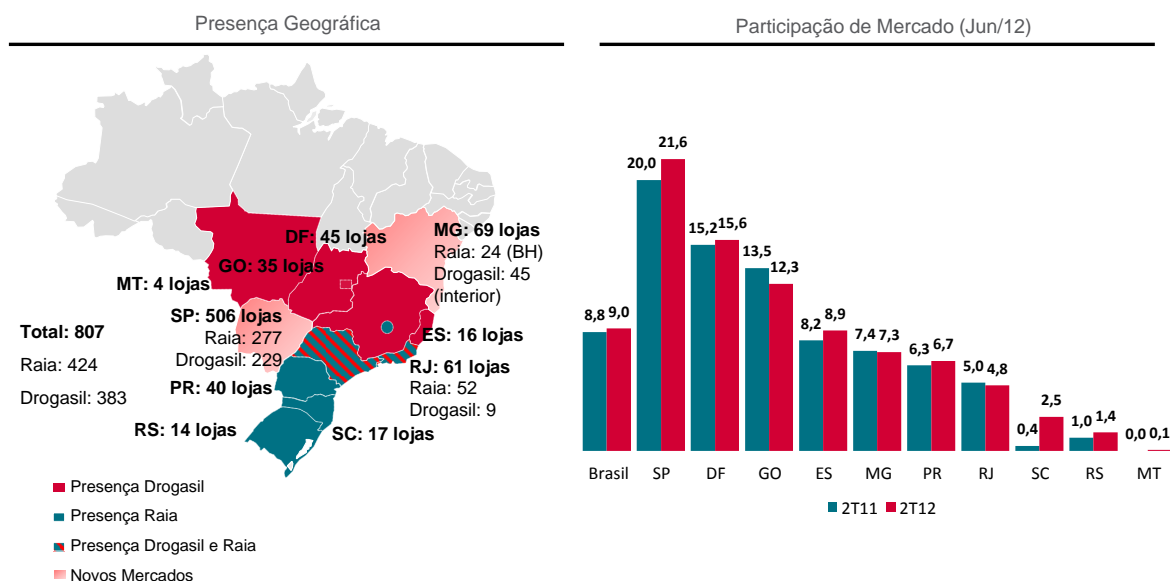 Presença Geográfica
DF: 45 lojas
GO: 35 lojas
MT: 4 lojas
MG: 69 lojas
Raia: 24 (BH)
Drogasil: 45
(interior)
SP: 506 lojas
Raia: 277
Drogasil: 229
ES: 16 lojas
RJ: 61 lojas
Raia: 52
Drogasil: 9
PR: 40 lojas
RS: 14 lojas
SC: 17 lojas
Total: 807
Raia: 424
Drogasil: 383
Presença Drogasil
Presença Raia
Presença Drogasil e Raia
Novos Mercados
Participação de Mercado (Jun/12)
8,8 9,0
20,0 21,6
15,2 15,6
13,5 12,3
8,2 8,9
7,4 7,3
6,3 6,7
5,0 4,8
0,4 2,5
1,0 1,4
0,0 0,1
Brasil SP DF GO ES MG PR RJ SC RS MT
2T11 2T12